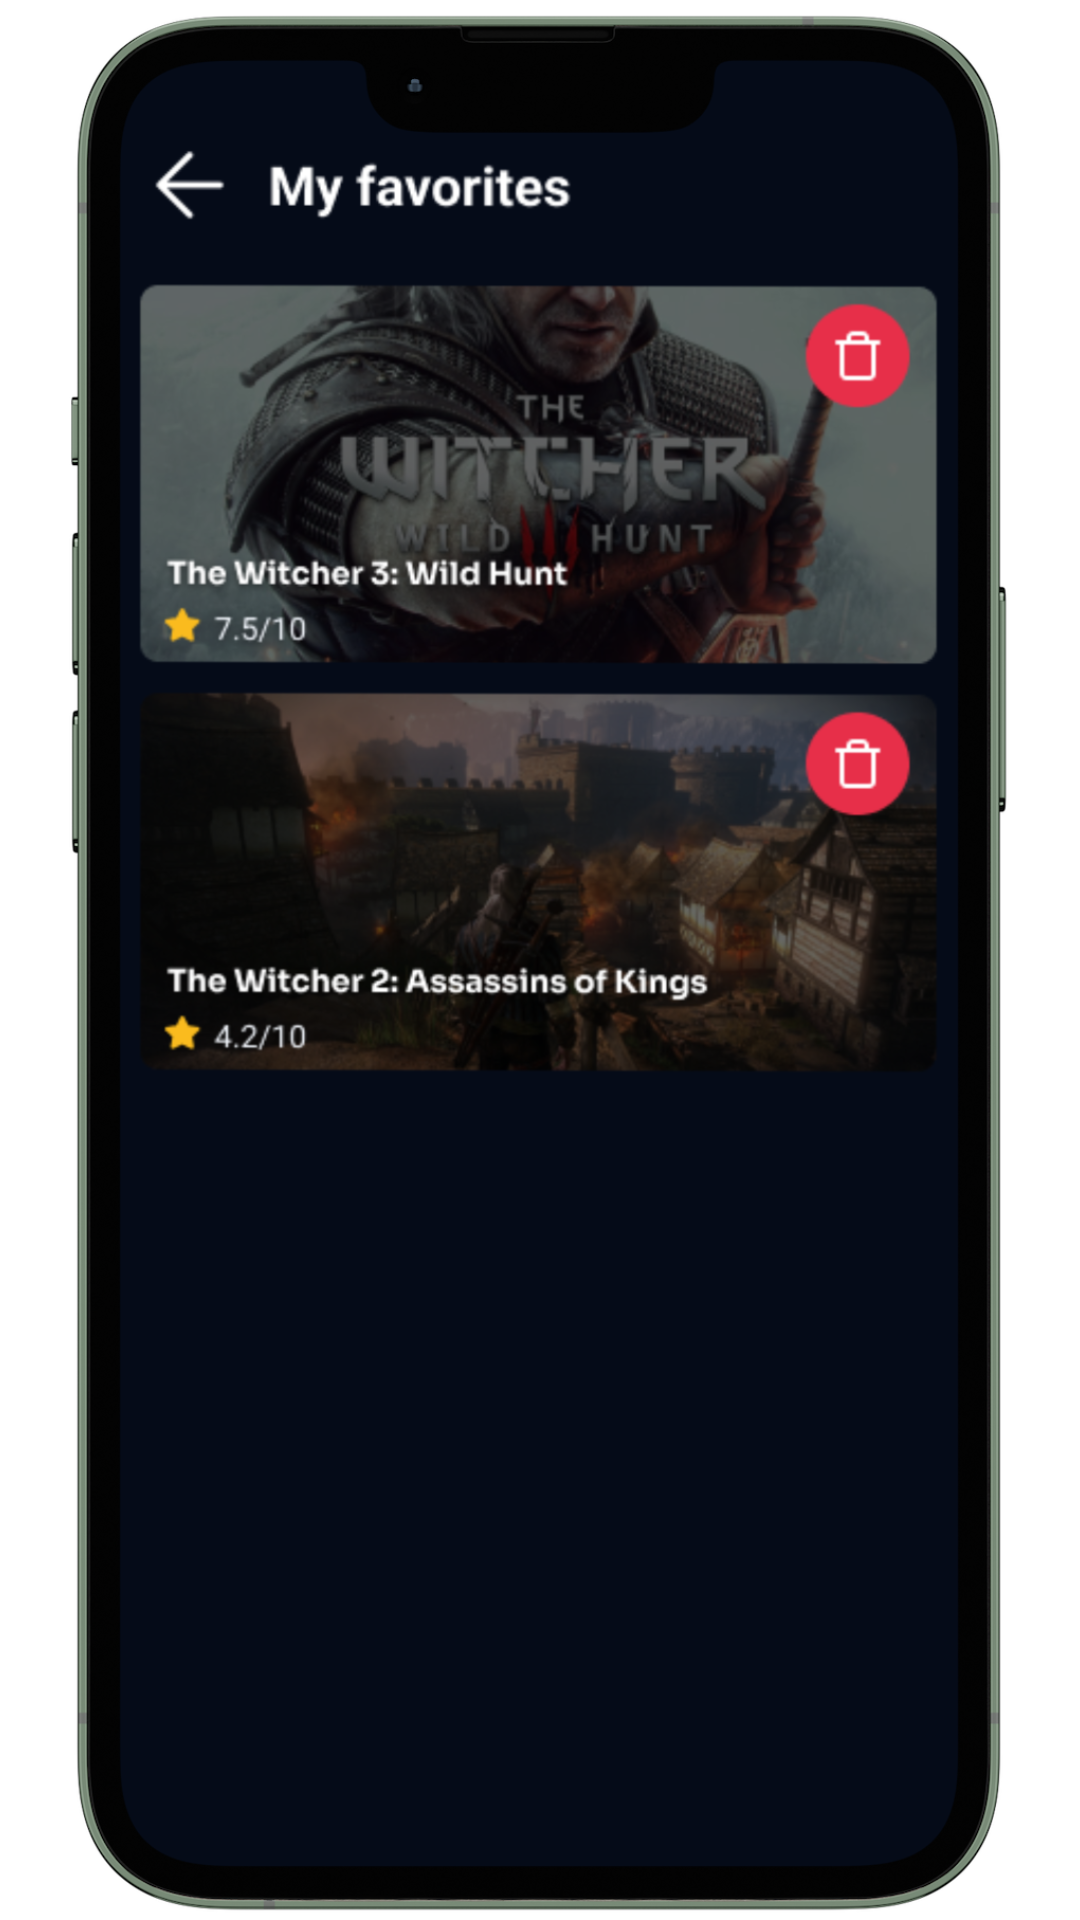 My favorites
THE
WITCHER
WILD HUNT
The Witcher 3: Wild Hunt
7.5/10
The Witcher 2: Assassins of Kings
4.2/10